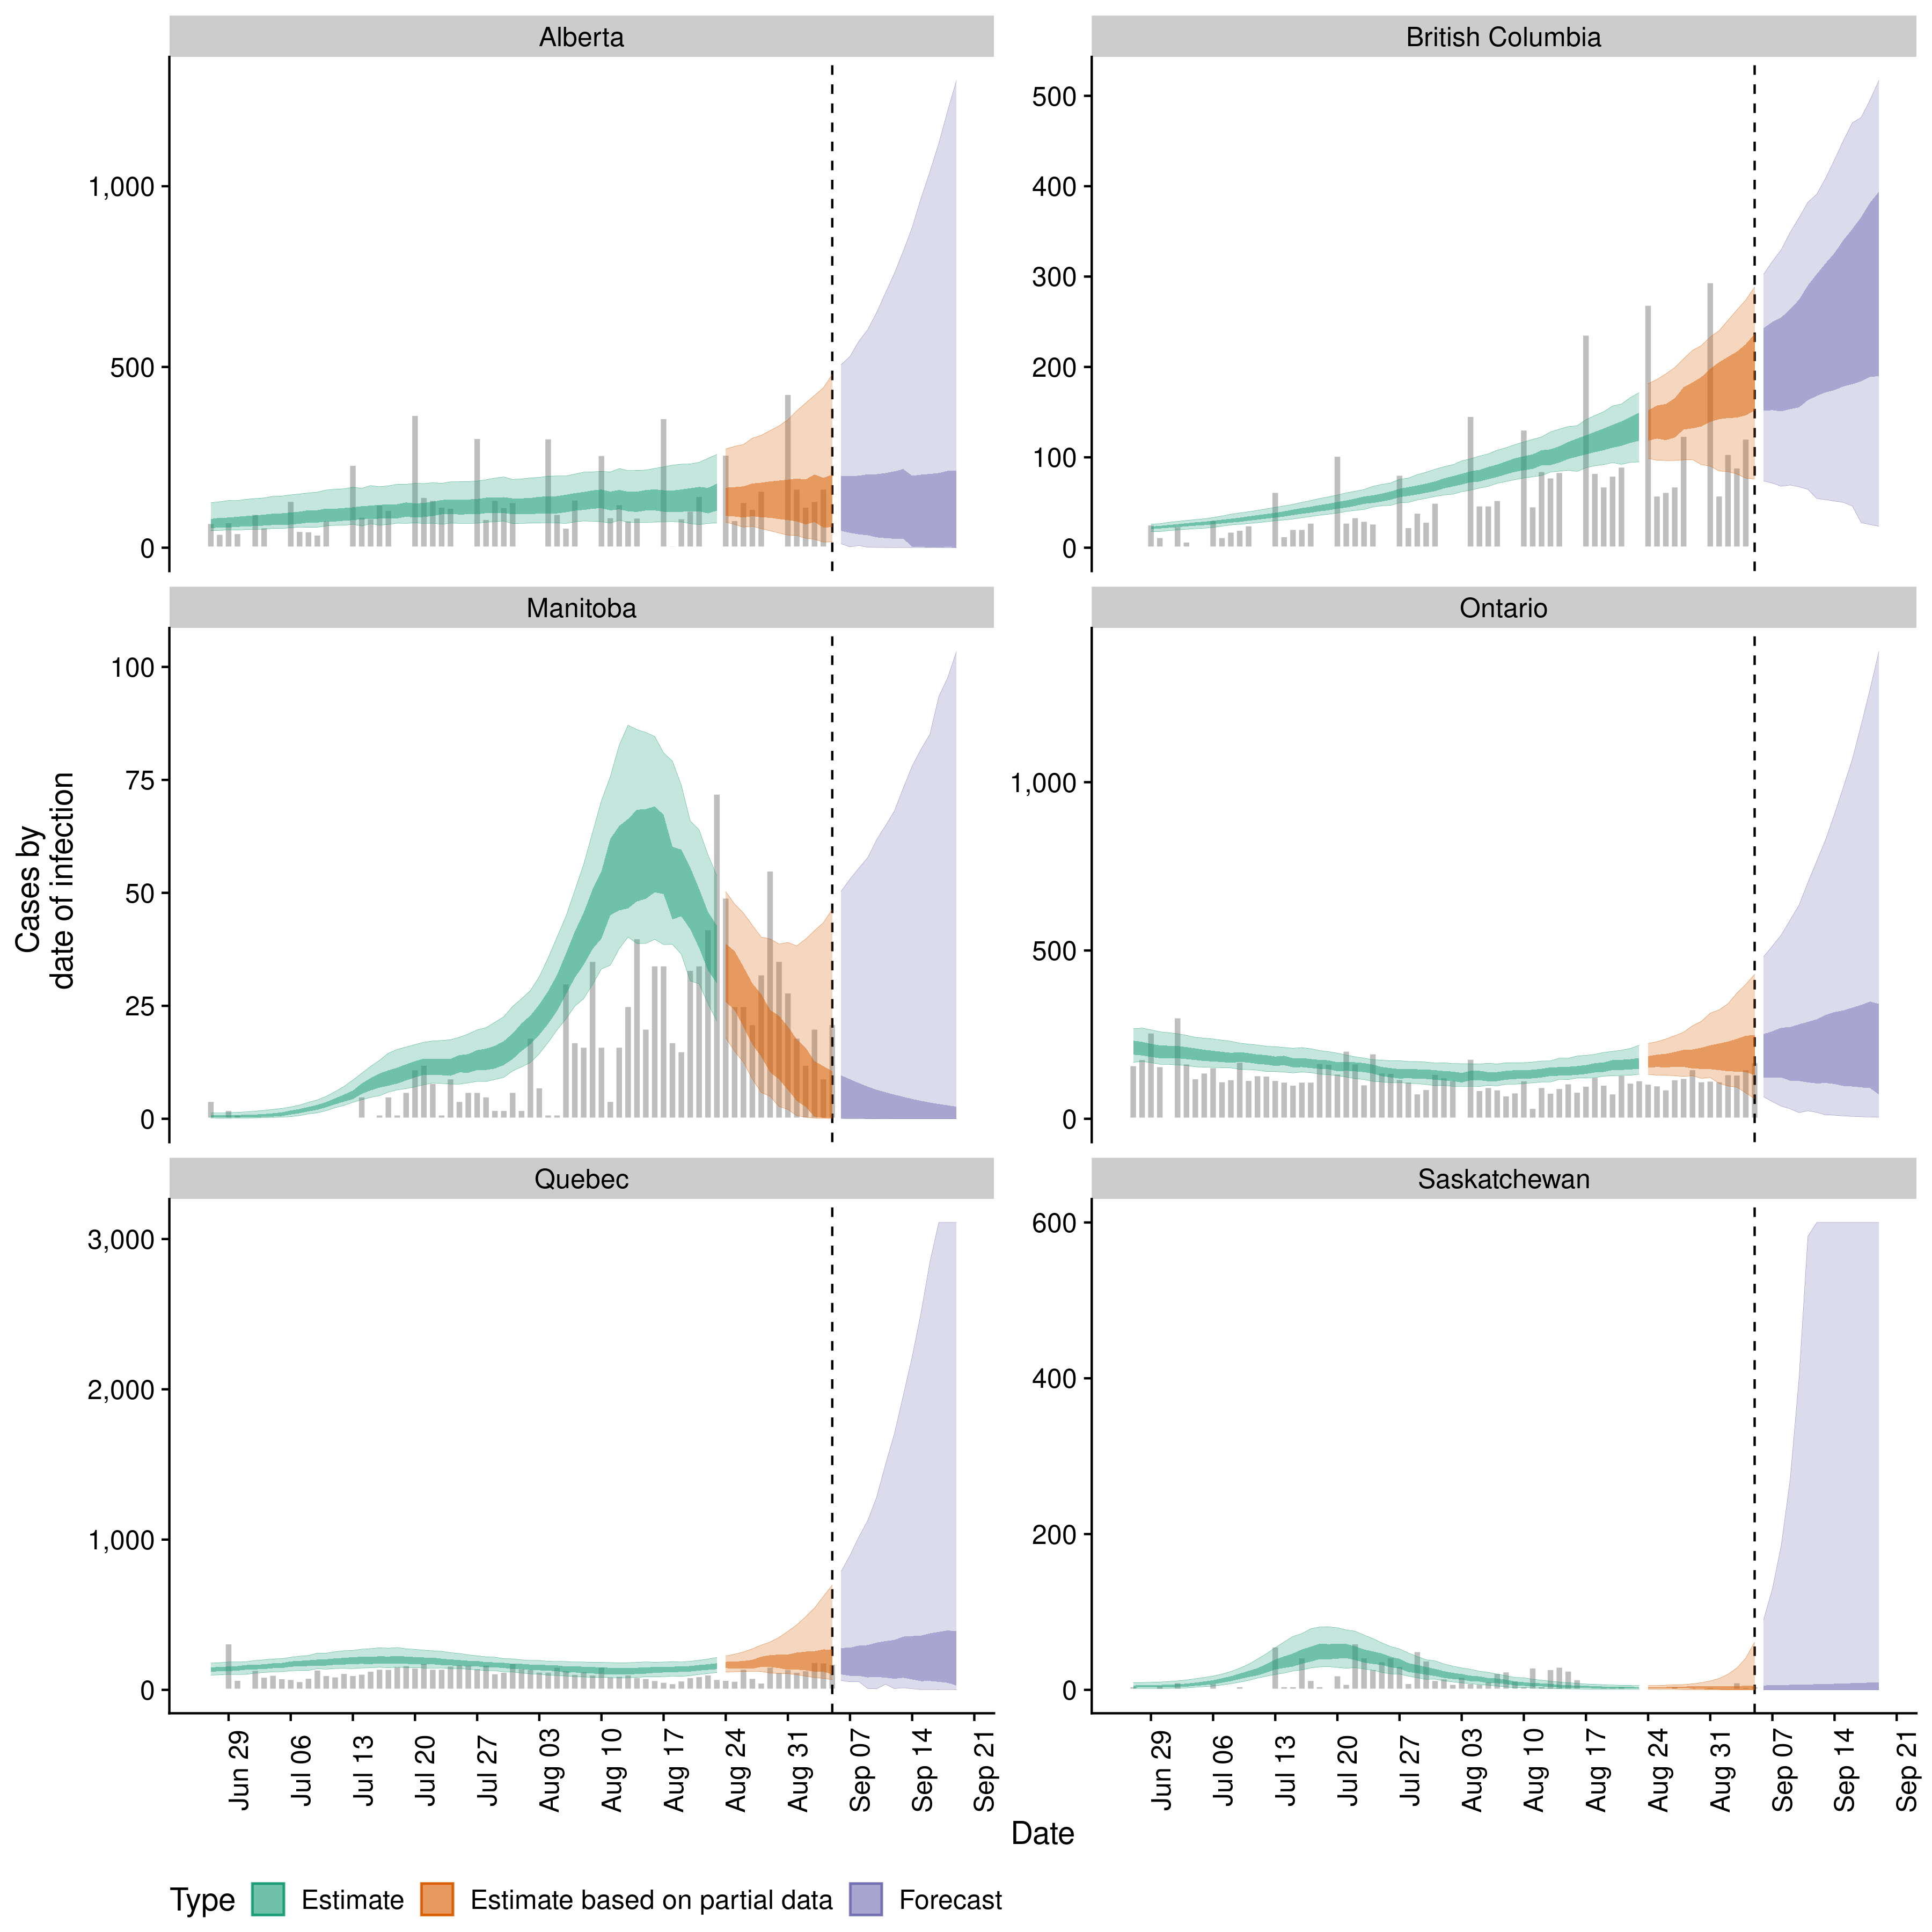 Alberta
British Columbia
1,000
500
0
500
400
300
200
100
0
Manitoba
Ontario
Cases by
date of infection
100
75
50
25
0
1,000
500
0
Quebec
Saskatchewan
3,000
2,000
1,000
0
600
400
200
0
Jun 29
Jul 06
Jul 13
Jul 20
Jul 27
Aug 03
Aug 10
Aug 17
Aug 24
Aug 31
Sep 07
Sep 14
Sep 21
Jun 29
Jul 06
Jul 13
Jul 20
Jul 27
Aug 03
Aug 10
Aug 17
Aug 24
Aug 31
Sep 07
Sep 14
Sep 21
Date
Type Estimate Estimate based on partial data Forecast